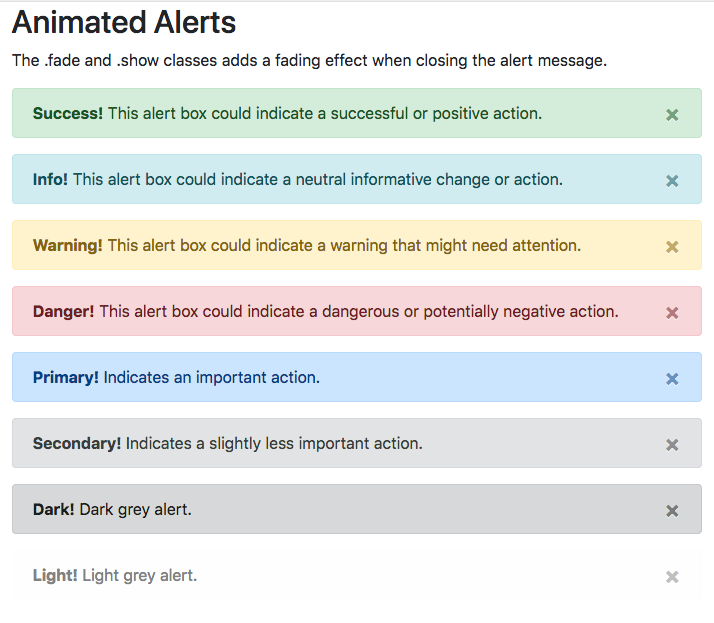 Animated Alerts
The .fade and .show classes adds a fading effect when closing the alert message.
Success! This alert box could indicate a successful or positive action. ×
Info! This alert box could indicate a neutral informative change or action. ×
Warning! This alert box could indicate a warning that might need attention. ×
Danger! This alert box could indicate a dangerous or potentially negative action. ×
Primary! Indicates an important action. ×
Secondary! Indicates a slightly less important action. ×
Dark! Dark grey alert. ×
Light! Light grey alert. ×